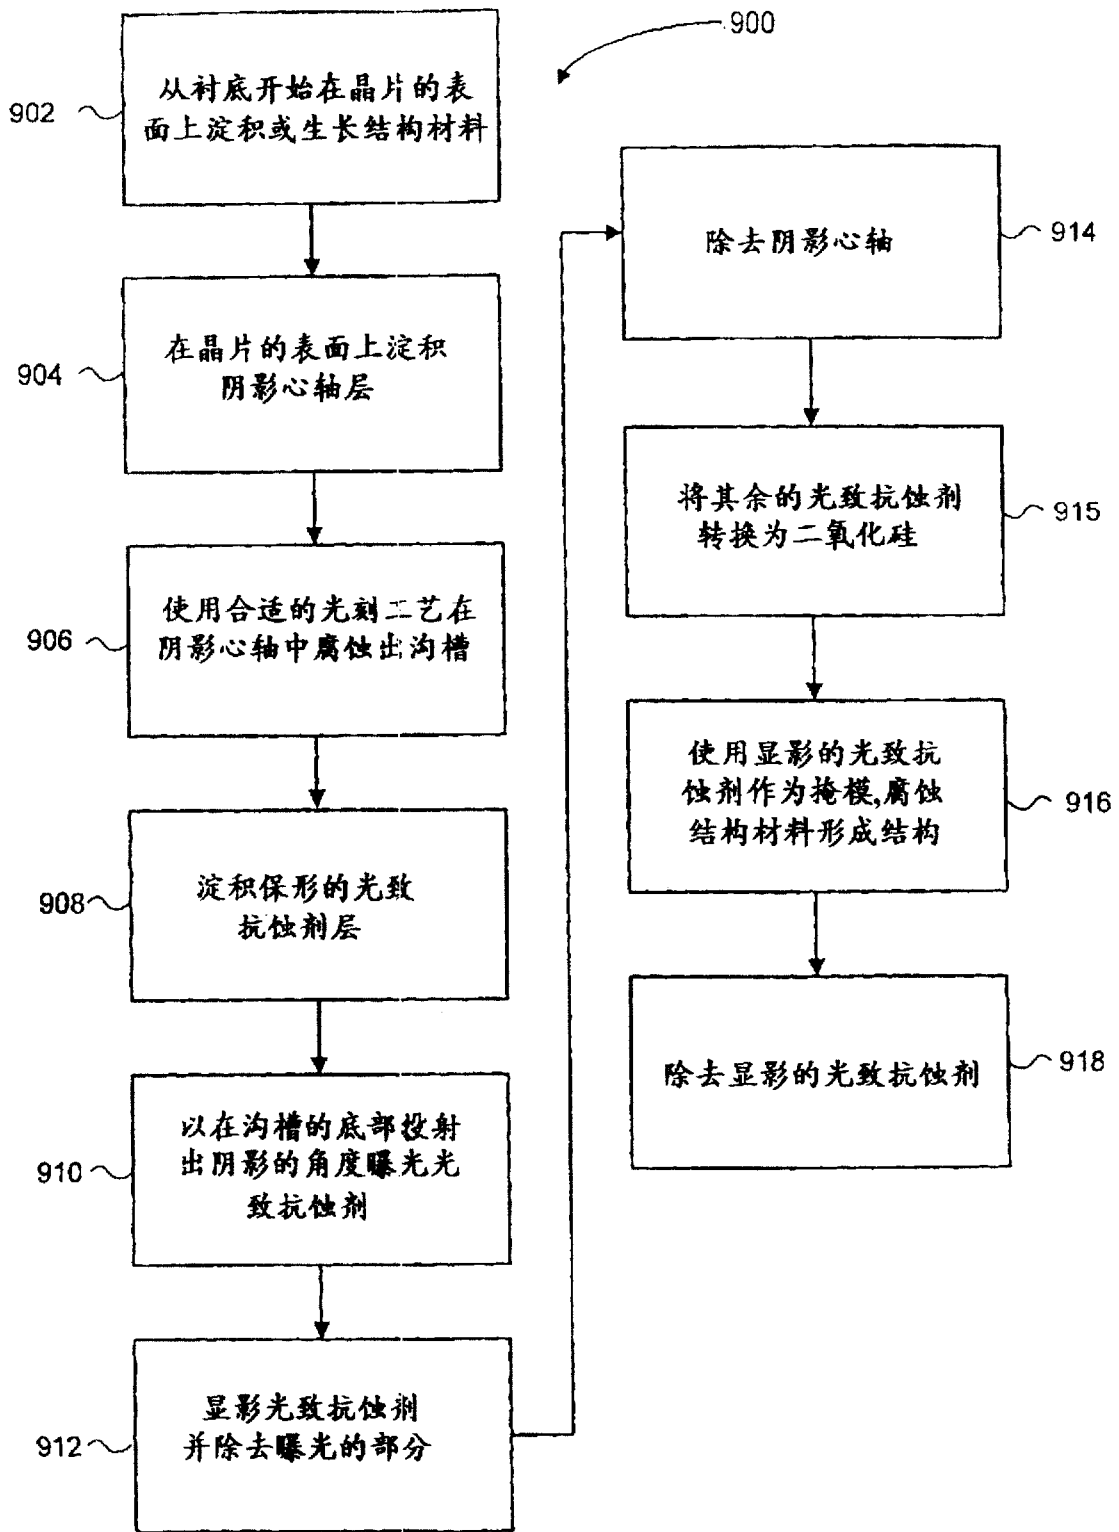 900
902
从衬底开始在晶片的表
面上淀积或生长结构材料
904
在晶片的表面上淀积
阴影心轴层
906
使用合适的光刻工艺在
阴影心轴中腐蚀出沟槽
908
淀积保形的光致
抗蚀剂层
910
以在沟槽的底部投射
出阴影的角度曝光光
致抗蚀剂
912
显影光致抗蚀剂
并除去曝光的部分
除去阴影心轴
914
将其余的光致抗蚀剂
转换为二氧化硅
915
使用显影的光致抗
蚀剂作为掩模,腐蚀
结构材料形成结构
916
除去显影的光致抗蚀剂
918